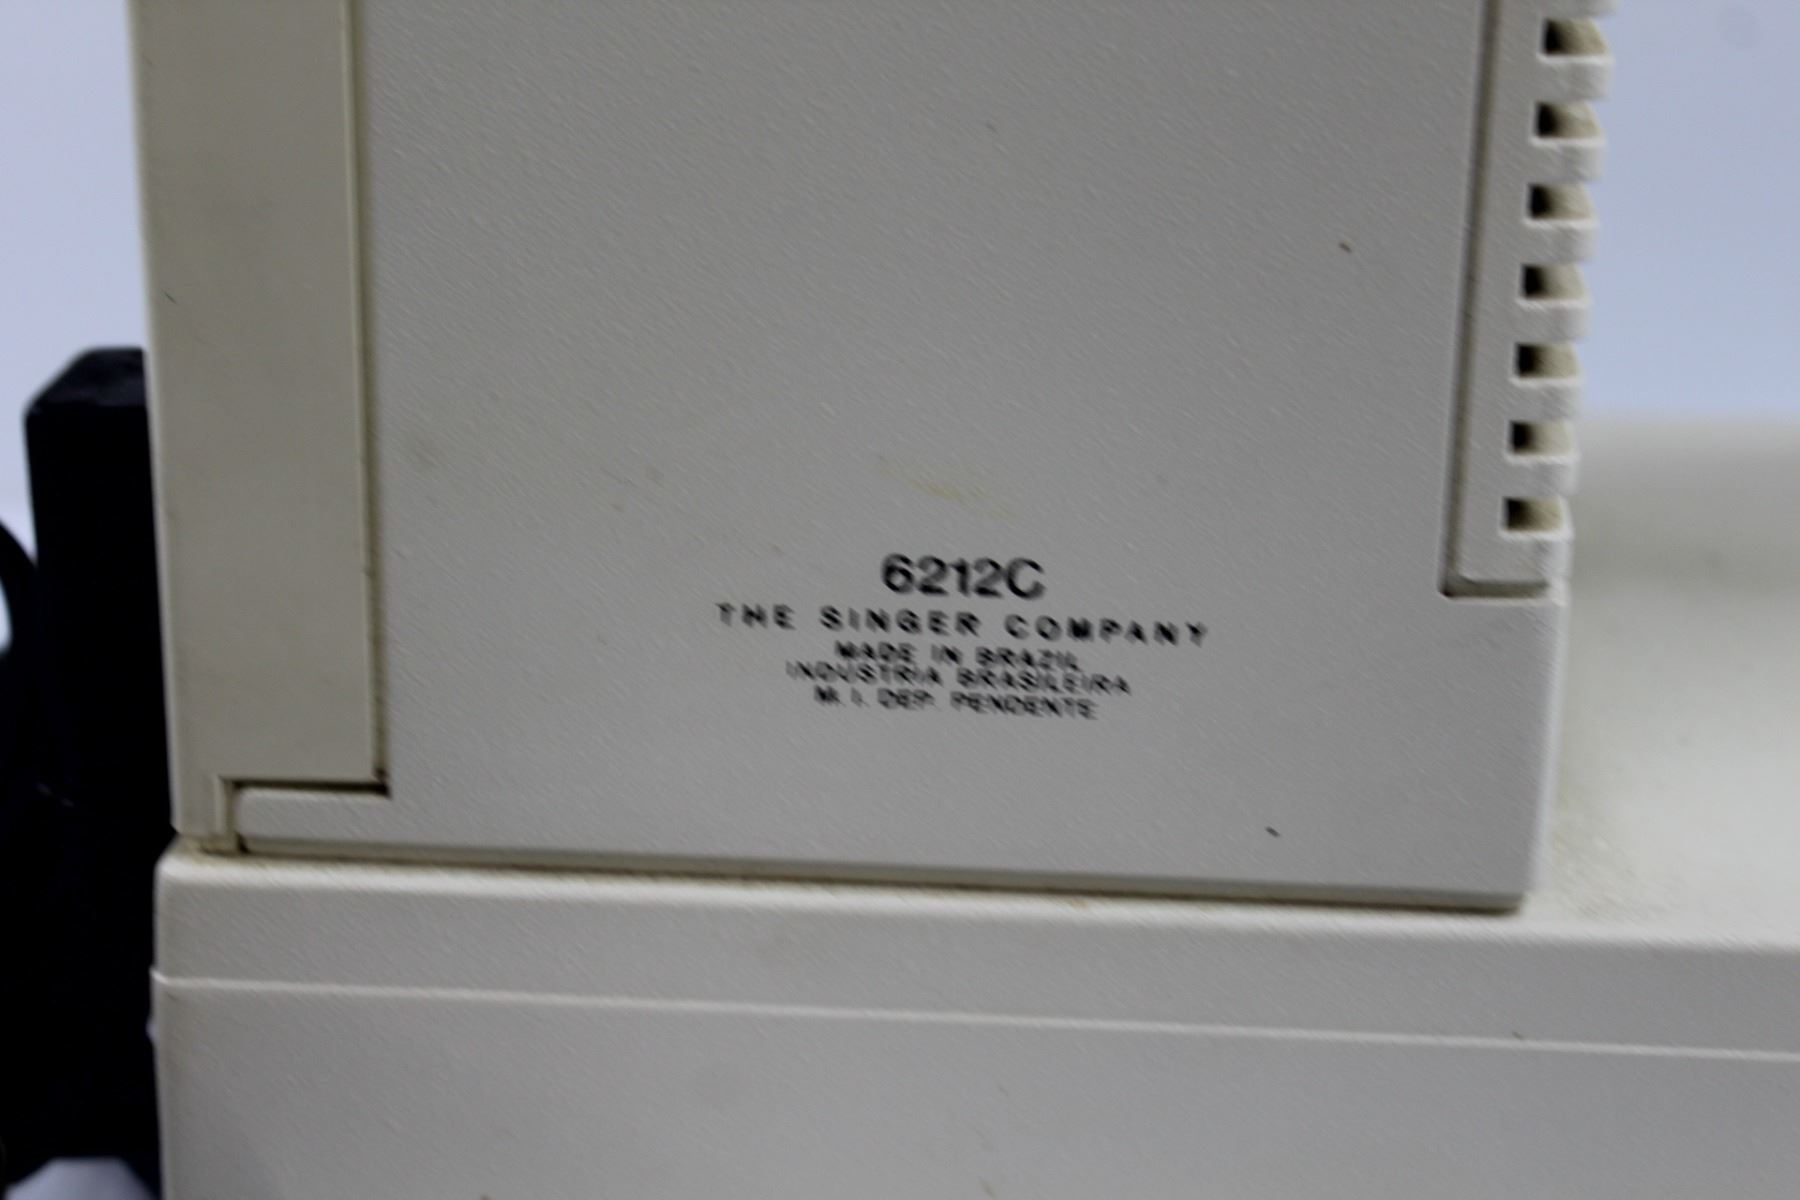 6212C
THE SINGER COMPANY
MADE IN BRAZIL
INDUSTRIA BRASILEIRA
M. I. DEP. PENDENTE